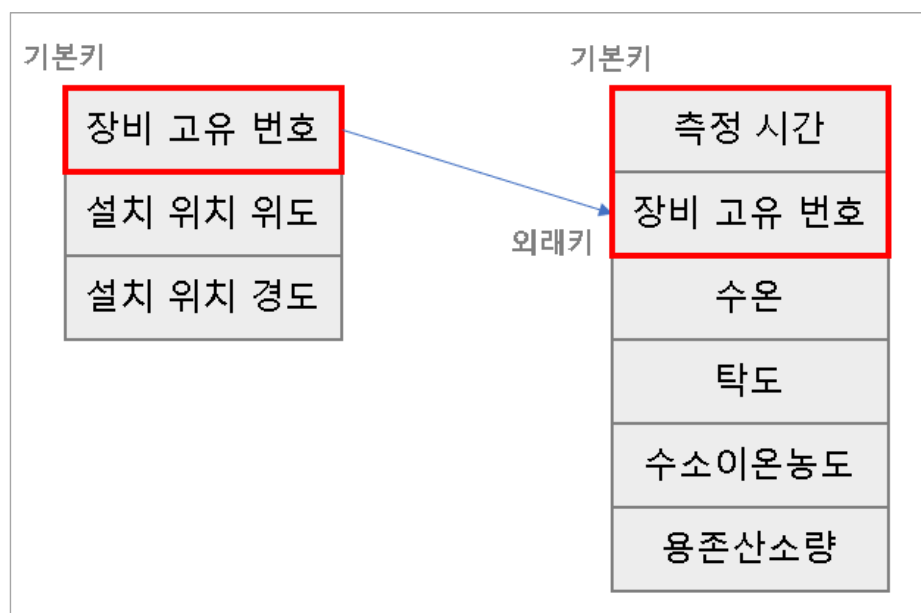 기본키
장비 고유 번호
설치 위치 위도
설치 위치 경도
기본키
측정 시간
장비 고유 번호
외래키
수온
탁도
수소이온농도
용존산소량